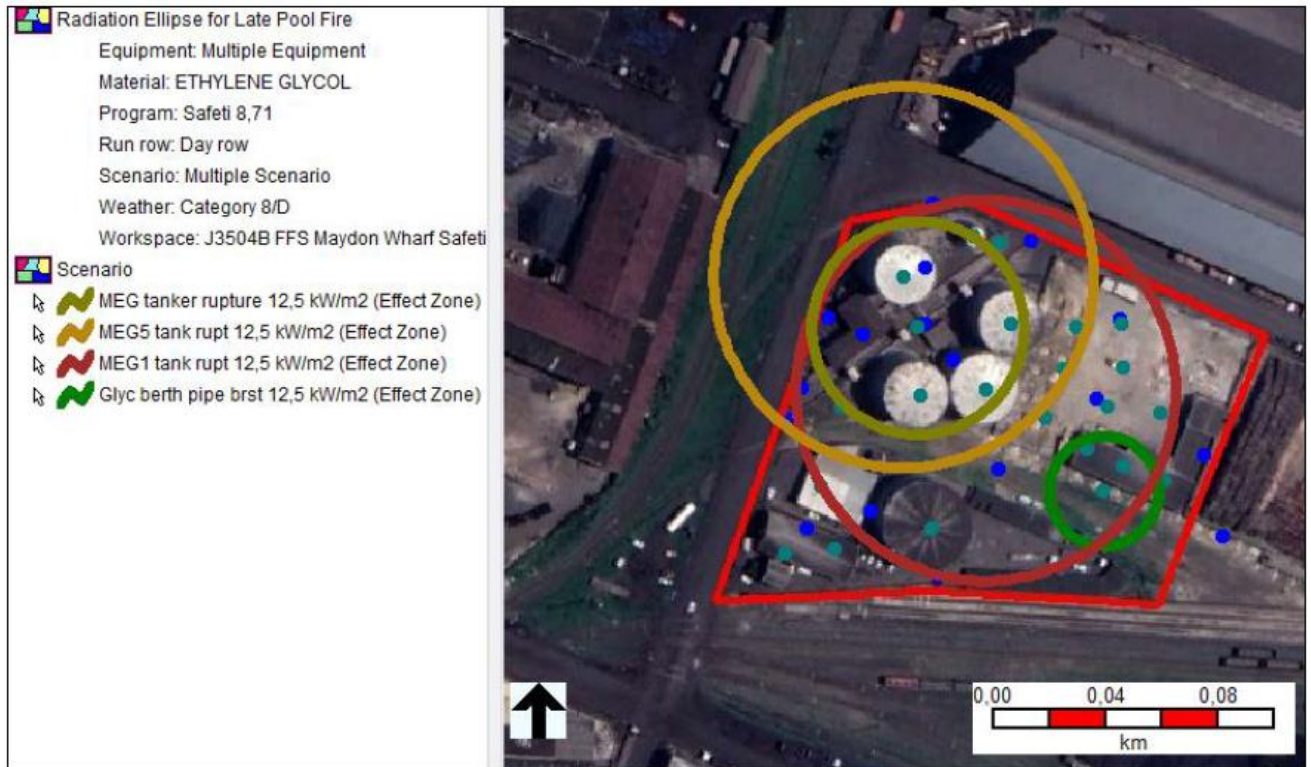 Radiation Ellipse for Late Pool Fire
Equipment: Multiple Equipment
Material: ETHYLENE GLYCOL
Program: Safeti 8,71
Run row: Day row
Scenario: Multiple Scenario
Weather: Category 8/D
Workspace: J3504B FFS Maydon Wharf Safeti
Scenario
MEG tanker rupture 12,5 kW/m2 (Effect Zone)
MEG5 tank rupt 12,5 kW/m2 (Effect Zone)
MEG1 tank rupt 12,5 kW/m2 (Effect Zone)
Glyc berth pipe brst 12,5 kW/m2 (Effect Zone)
0,00 0,04 0,08
km